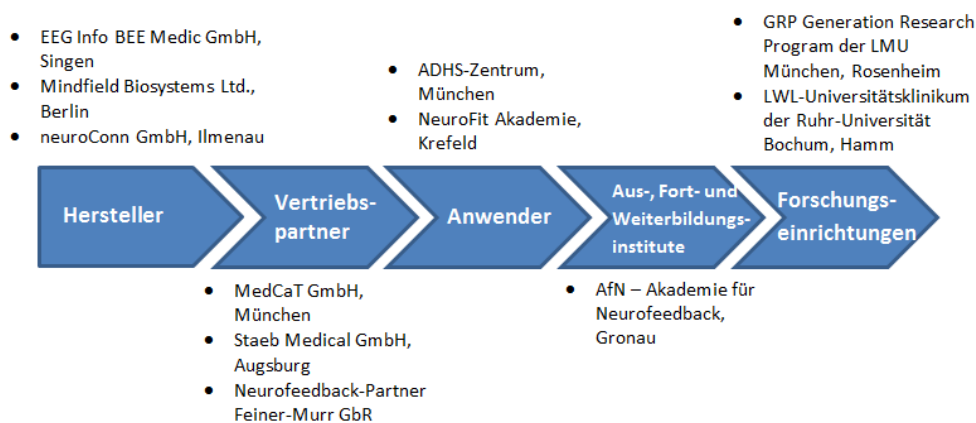 • EEG Info BEE Medic GmbH,
Singen
• Mindfield Biosystems Ltd.,
Berlin
• neuroConn GmbH, Ilmenau
• ADHS-Zentrum,
München
• NeuroFit Akademie,
Krefeld
• GRP Generation Research
Program der LMU
München, Rosenheim
• LWL-Universitätsklinikum
der Ruhr-Universität
Bochum, Hamm
Hersteller
Vertriebs-
partner
Anwender
Aus-, Fort- und
Weiterbildungs-
institute
Forschungs-
einrichtungen
• MedCaT GmbH,
München
• Staeb Medical GmbH,
Augsburg
• Neurofeedback-Partner
Feiner-Murr GbR
• AfN – Akademie für
Neurofeedback,
Gronau